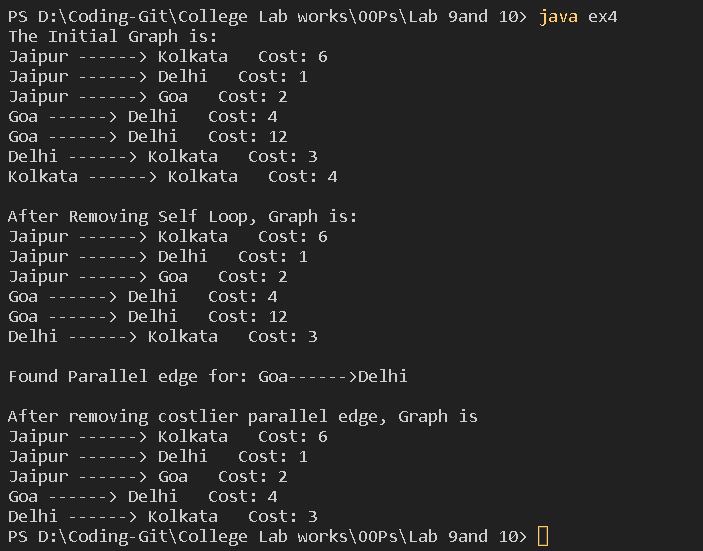 PS D:\Coding-Git\College Lab works\OOPs\Lab 9and 10> java ex4
The Initial Graph is:
Jaipur ------> Kolkata   Cost: 6
Jaipur ------> Delhi   Cost: 1
Jaipur ------> Goa   Cost: 2
Goa ------> Delhi   Cost: 4
Goa ------> Delhi   Cost: 12
Delhi ------> Kolkata   Cost: 3
Kolkata ------> Kolkata   Cost: 4

After Removing Self Loop, Graph is:
Jaipur ------> Kolkata   Cost: 6
Jaipur ------> Delhi   Cost: 1
Jaipur ------> Goa   Cost: 2
Goa ------> Delhi   Cost: 4
Goa ------> Delhi   Cost: 12
Delhi ------> Kolkata   Cost: 3

Found Parallel edge for: Goa------>Delhi

After removing costlier parallel edge, Graph is
Jaipur ------> Kolkata   Cost: 6
Jaipur ------> Delhi   Cost: 1
Jaipur ------> Goa   Cost: 2
Goa ------> Delhi   Cost: 4
Delhi ------> Kolkata   Cost: 3
PS D:\Coding-Git\College Lab works\OOPs\Lab 9and 10>